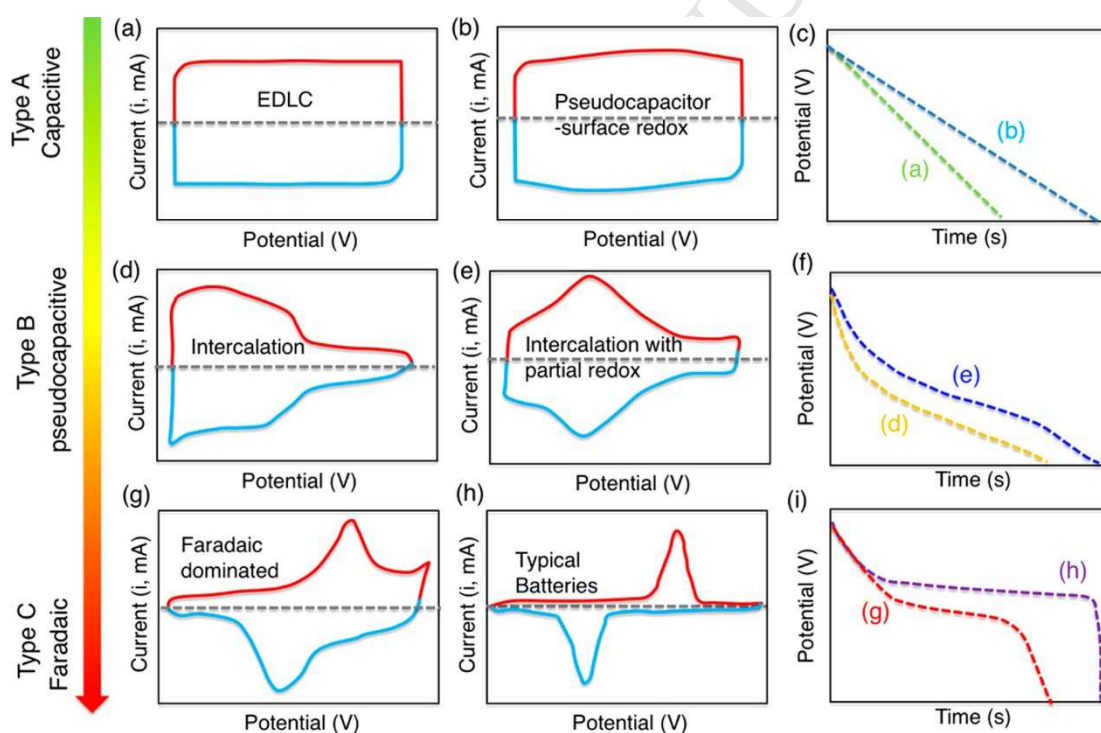 Type A
Capacitive
(a)
Current (i, mA)
EDLC
Potential (V)
(b)
Current (i, mA)
Pseudocapacitor
-surface redox
Potential (V)
(c)
Potential (V)
(b)
(a)
Time (s)
Type B
pseudocapacitive
(d)
Current (i, mA)
Intercalation
Potential (V)
(e)
Current (i, mA)
Intercalation with
partial redox
Potential (V)
(f)
Potential (V)
(e)
(d)
Time (s)
Type C
Faradaic
(g)
Current (i, mA)
Faradaic
dominated
Potential (V)
(h)
Current (i, mA)
Typical
Batteries
Potential (V)
(i)
Potential (V)
(h)
(g)
Time (s)